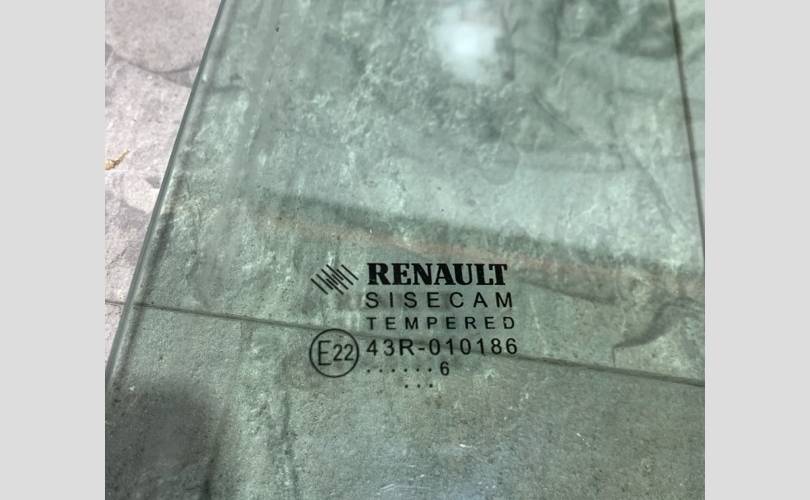 RENAULT
SISECAM
TEMPERED
E22 43R-010186
......6
...